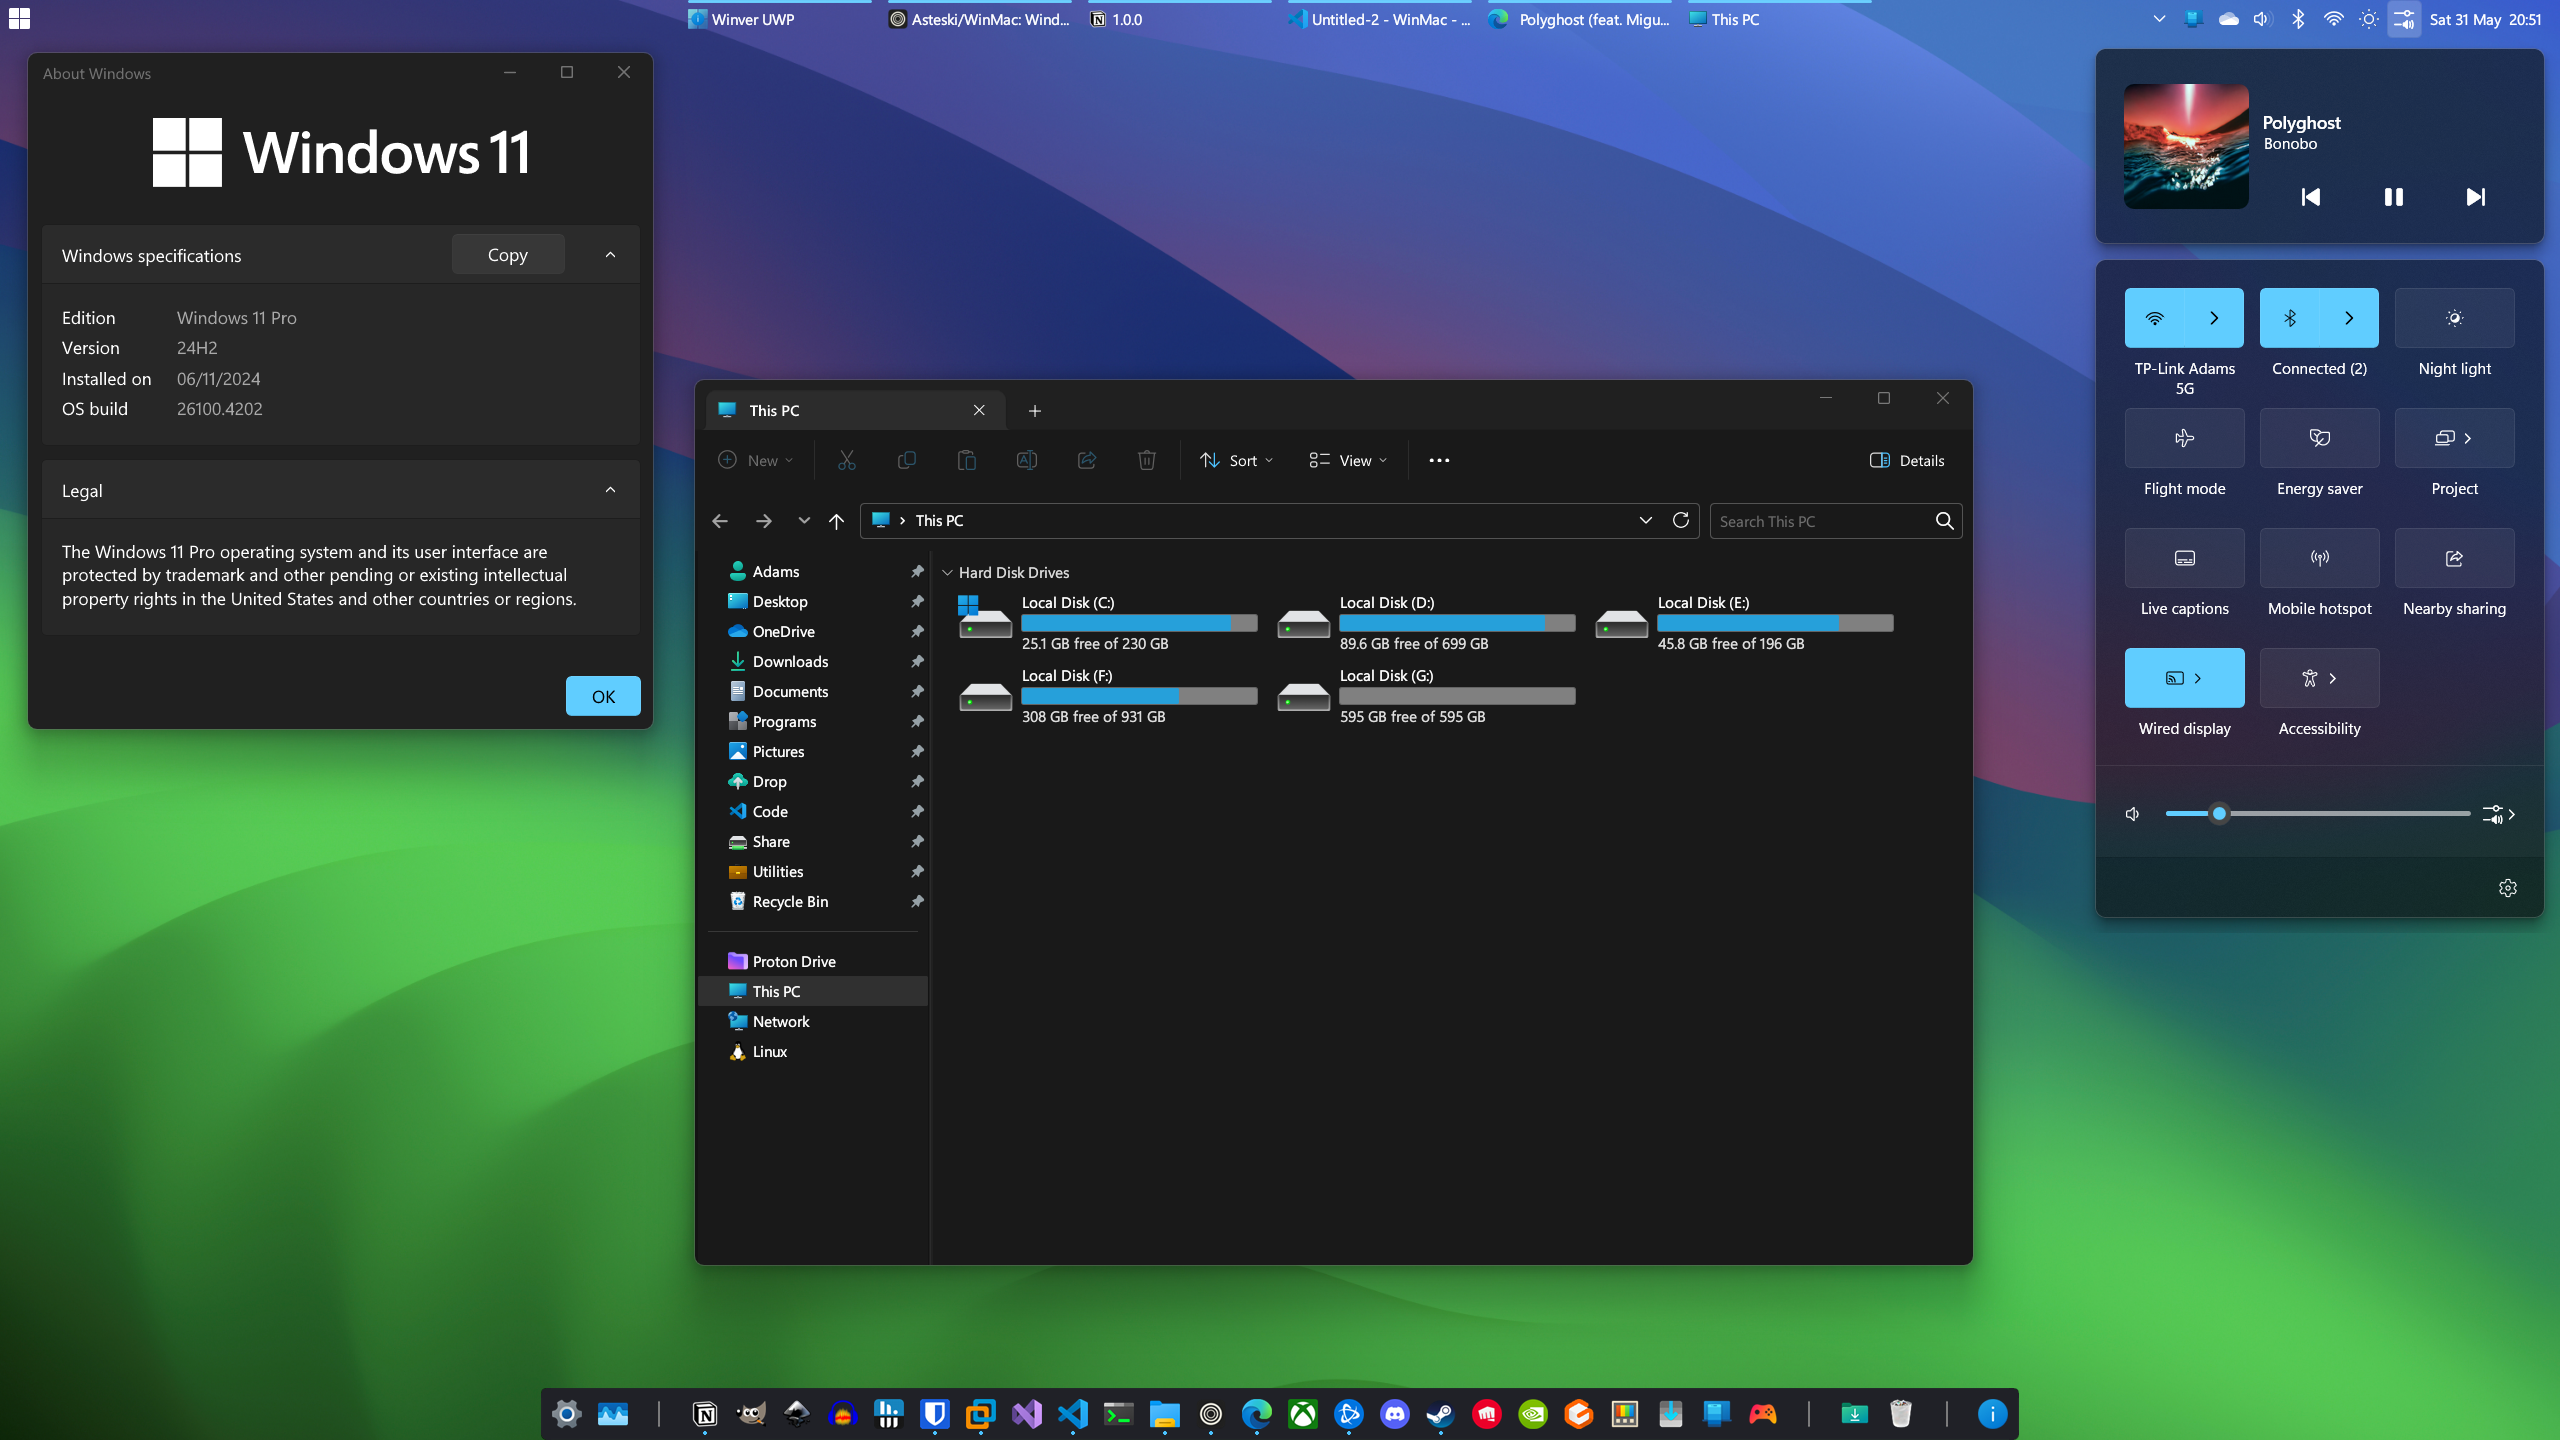 Winver UWP
Asteski/WinMac: Wind...
1.0.0
Untitled-2 - WinMac - ...
Polyghost (feat. Migu...
This PC
Sat 31 May 20:51
About Windows
Windows 11
Windows specifications
Copy
Edition Windows 11 Pro
Version 24H2
Installed on 06/11/2024
OS build 26100.4202
Legal
The Windows 11 Pro operating system and its user interface are
protected by trademark and other pending or existing intellectual
property rights in the United States and other countries or regions.
OK
This PC
New
Sort
View
Details
This PC
Search This PC
Adams
Desktop
OneDrive
Downloads
Documents
Programs
Pictures
Drop
Code
Share
Utilities
Recycle Bin
Proton Drive
This PC
Network
Linux
Hard Disk Drives
Local Disk (C:)
25.1 GB free of 230 GB
Local Disk (D:)
89.6 GB free of 699 GB
Local Disk (E:)
45.8 GB free of 196 GB
Local Disk (F:)
308 GB free of 931 GB
Local Disk (G:)
595 GB free of 595 GB
Polyghost
Bonobo
TP-Link Adams
5G
Connected (2)
Night light
Flight mode
Energy saver
Project
Live captions
Mobile hotspot
Nearby sharing
Wired display
Accessibility